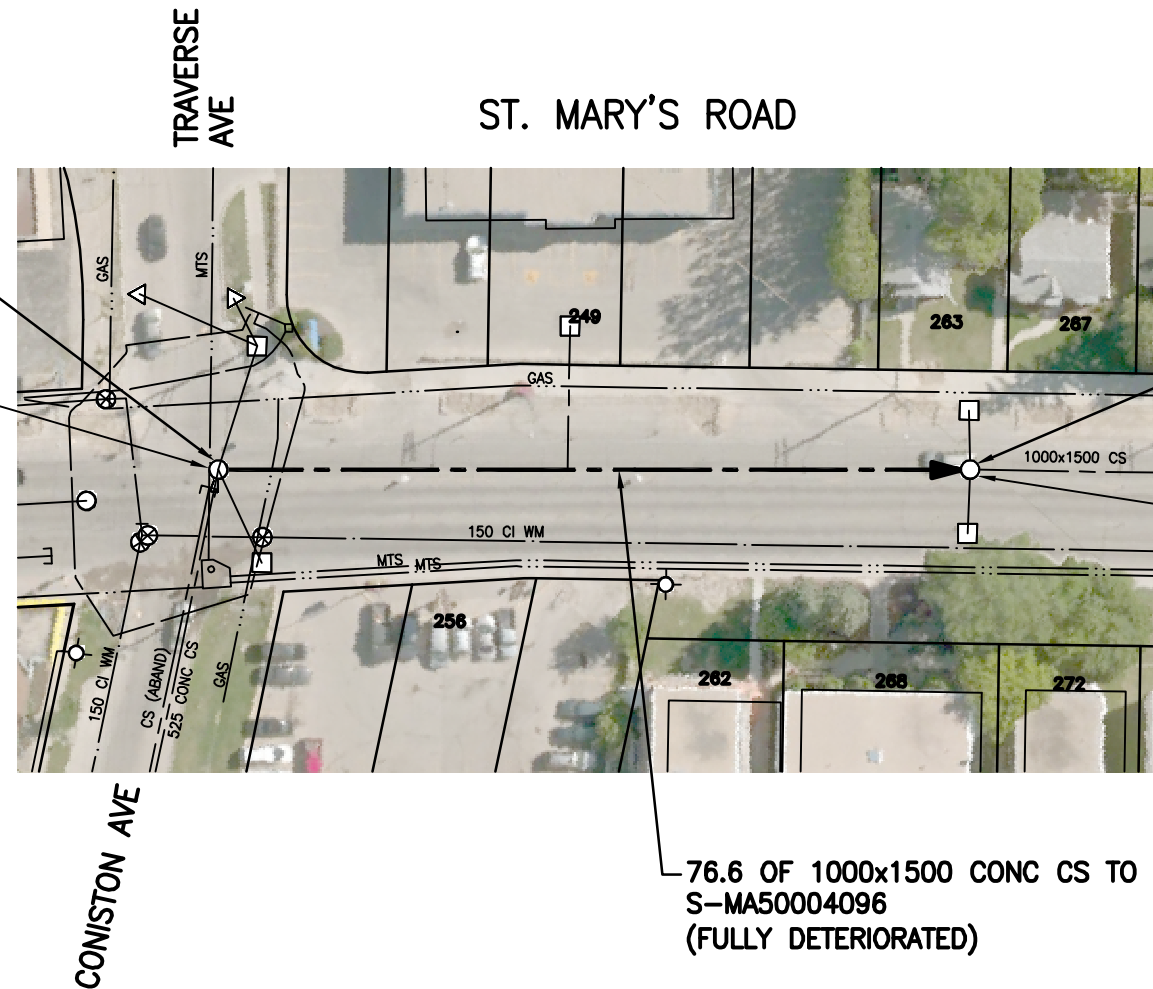 TRAVERSE
AVE
ST. MARY'S ROAD
GAS
MTS
249
263
267
GAS
1000x1500 CS
150 CI WM
MTS MTS
256
262
268
272
150 CI WM
CS (ABAND)
525 CONC CS
GAS
CONISTON AVE
76.6 OF 1000x1500 CONC CS TO
S-MA50004096
(FULLY DETERIORATED)